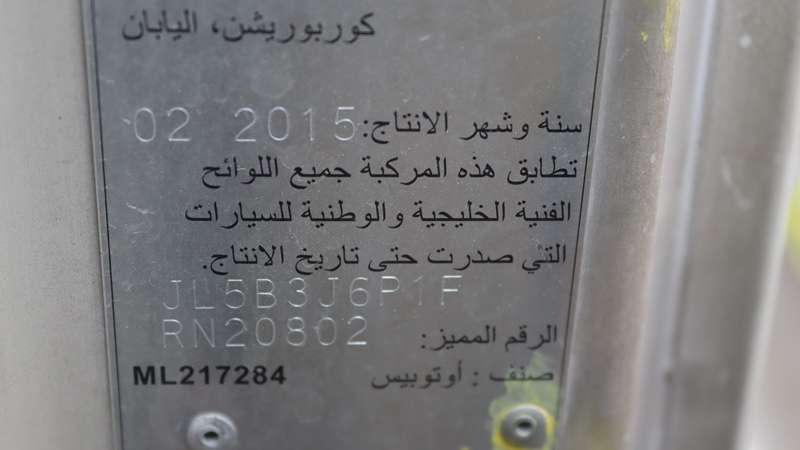 كوربوريشن، اليابان
سنة وشهر الانتاج: 02 2015
تطابق هذه المركبة جميع اللوائح
الفنية الخليجية والوطنية للسيارات
التي صدرت حتى تاريخ الانتاج.
JL5B3J6P1F
الرقم المميز: RN20802
صنف : أوتوبيس ML217284